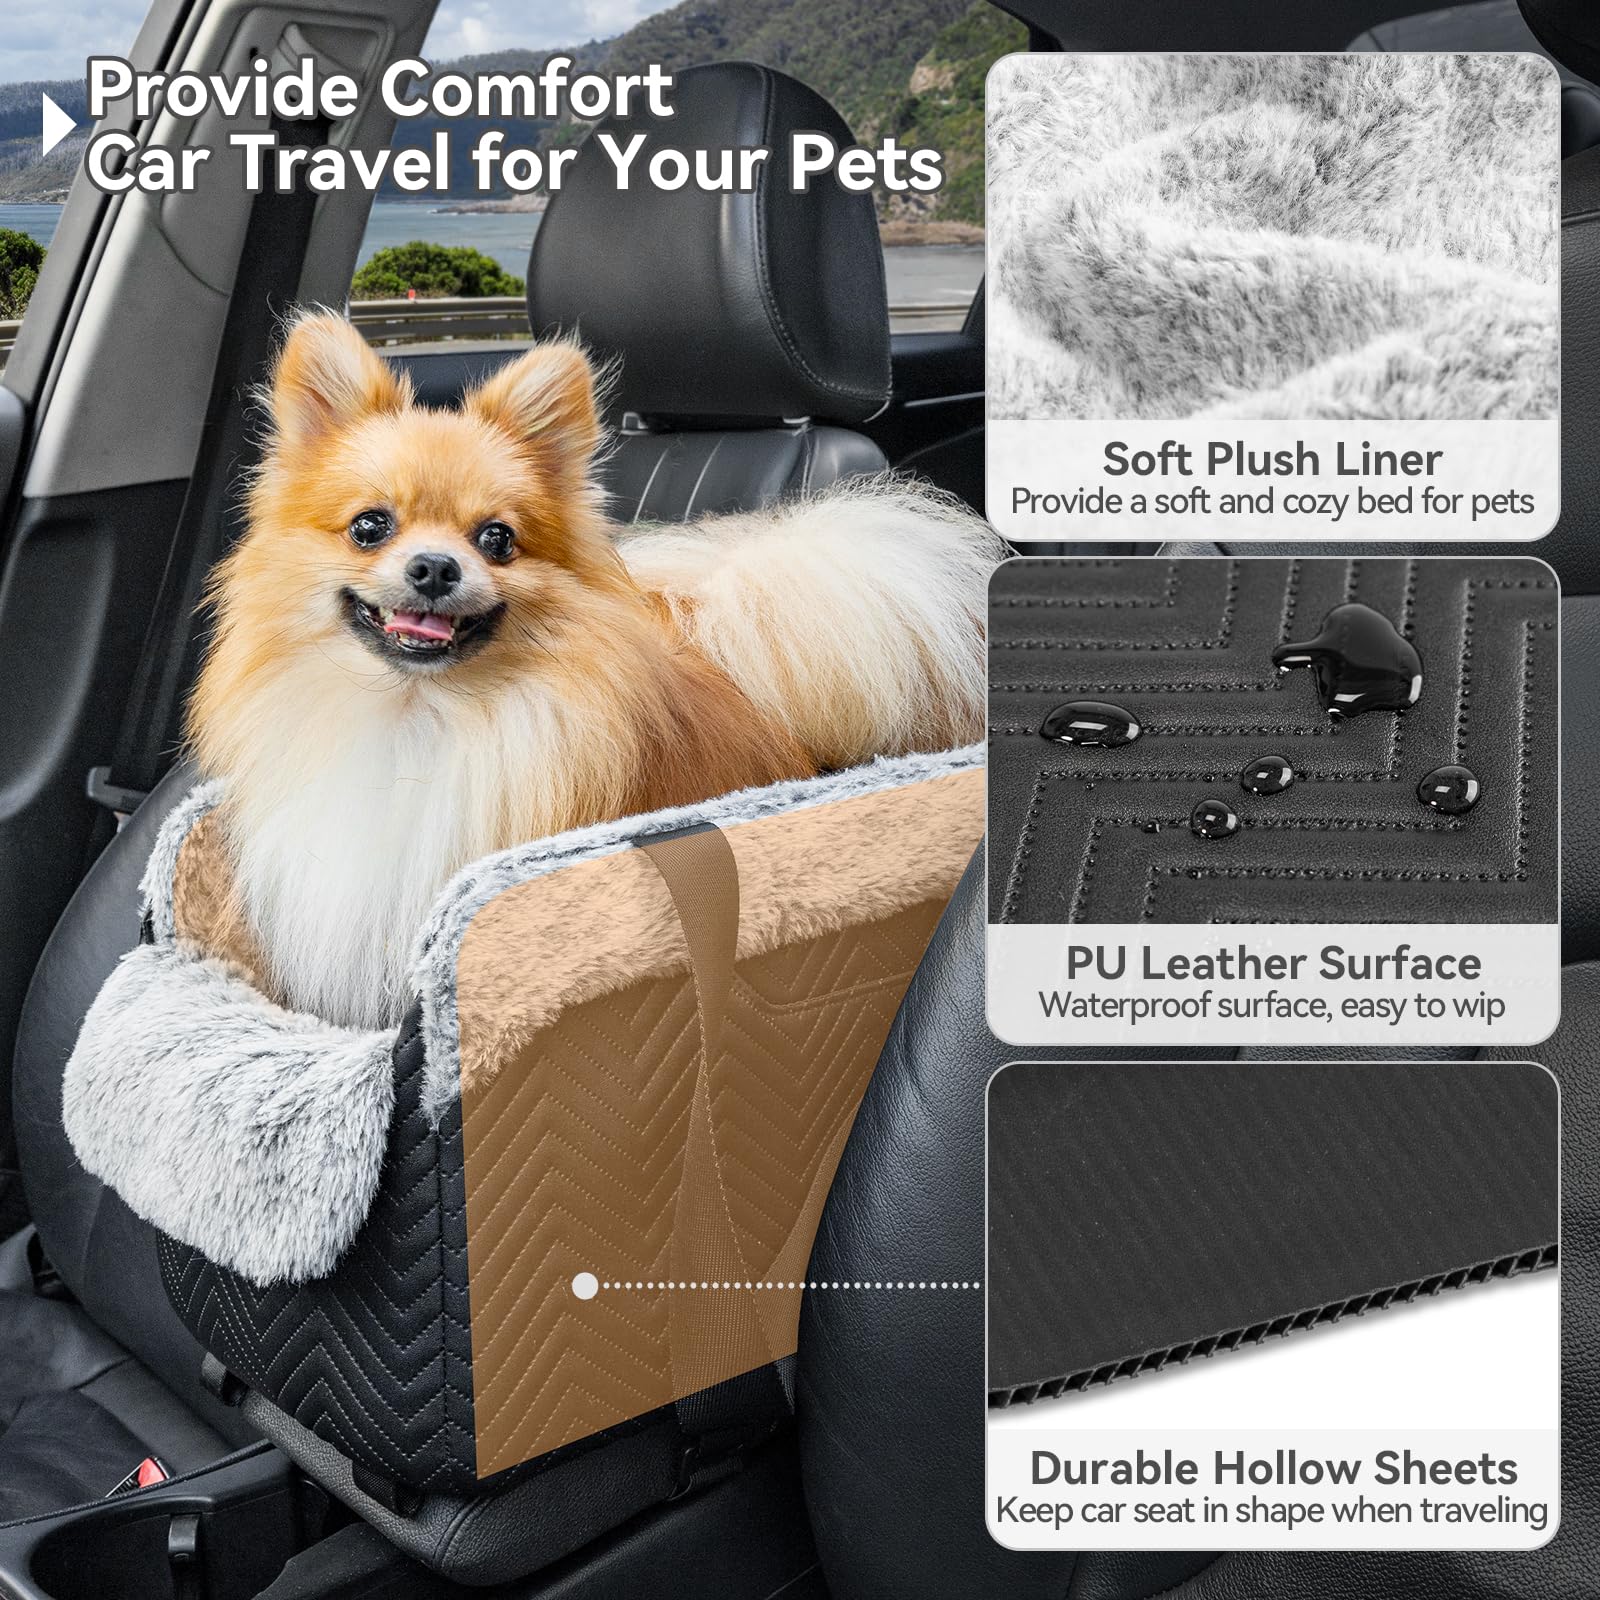 Provide Comfort
Car Travel for Your Pets
Soft Plush Liner
Provide a soft and cozy bed for pets
PU Leather Surface
Waterproof surface, easy to wip
Durable Hollow Sheets
Keep car seat in shape when traveling